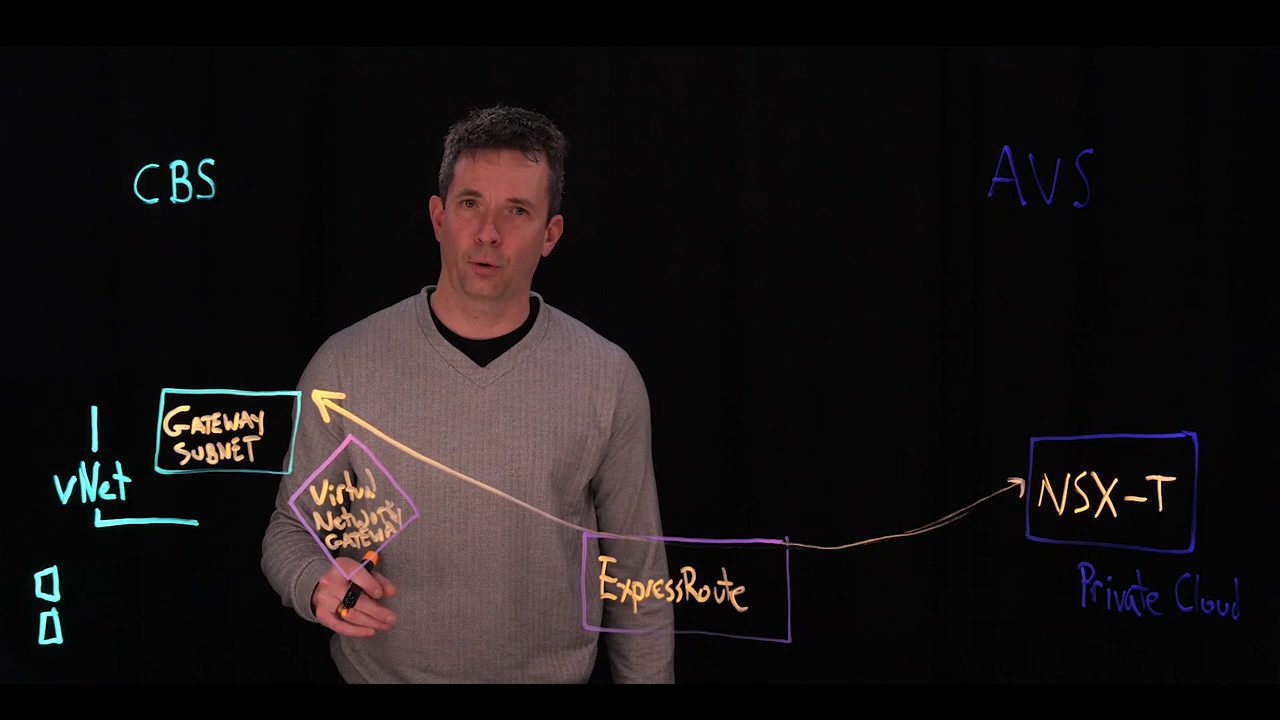 CBS
AVS
GATEWAY
SUBNET
vNet
Virtual
Network
GATEWAY
ExpressRoute
NSX-T
Private Cloud